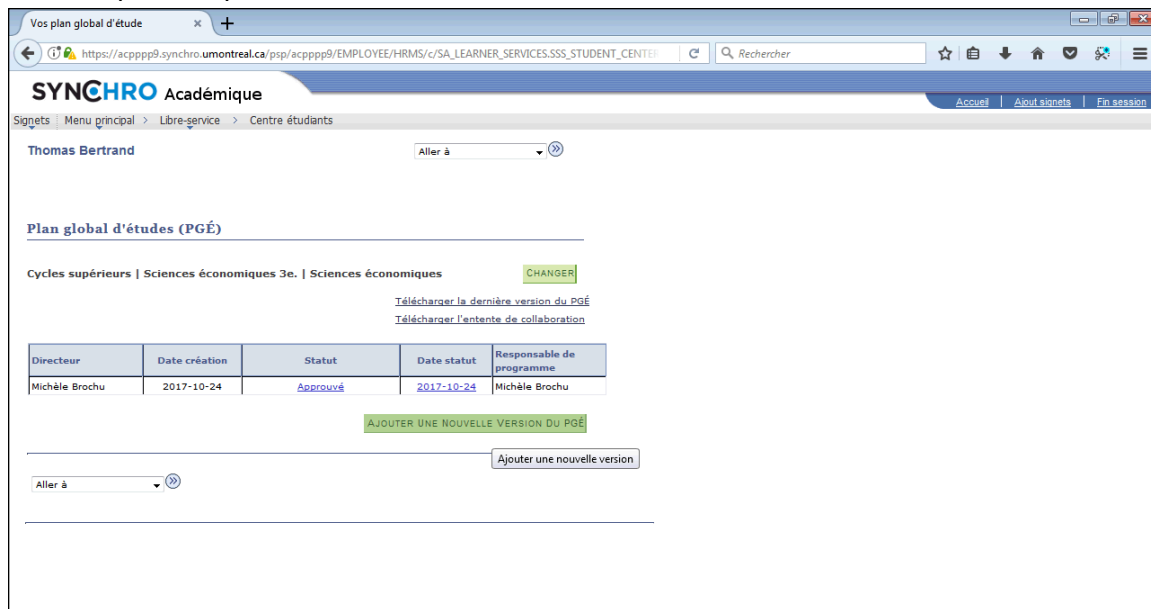 Vos plan global d'étude
https://acpppp9.synchro.umontreal.ca/psp/acpppp9/EMPLOYEE/HRMS/c/SA_LEARNER_SERVICES.SSS_STUDENT_CENTE
Rechercher
SYNCHRO Académique
Accueil | Ajout signets | Fin session
Signets Menu principal > Libre-service > Centre étudiants
Thomas Bertrand Aller à
Plan global d'études (PGÉ)
Cycles supérieurs | Sciences économiques 3e. | Sciences économiques CHANGER
Télécharger la dernière version du PGÉ
Télécharger l'entente de collaboration
Directeur Date création Statut Date statut Responsable de programme
Michèle Brochu 2017-10-24 Approuvé 2017-10-24 Michèle Brochu
AJOUTER UNE NOUVELLE VERSION DU PGÉ
Ajouter une nouvelle version
Aller à